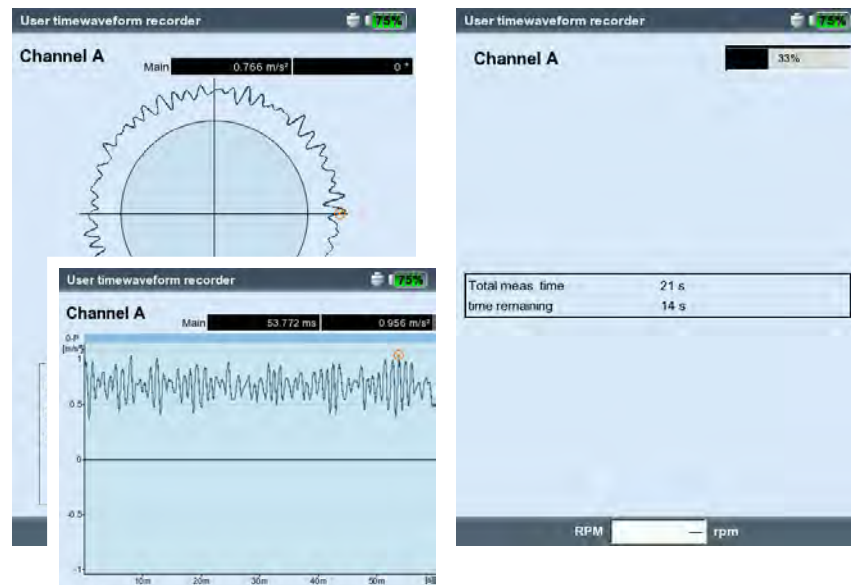 User timewaveform recorder 75%
Channel A
Main 0.766 m/s² 0 °
User timewaveform recorder 75%
Channel A
Main 53.772 ms 0.956 m/s²
0-P
[m/s²]
1
0.5
0
-0.5
-1
10m 20m 30m 40m 50m
User timewaveform recorder 75%
Channel A 33%
Total meas. time 21 s
time remaining 14 s
RPM — rpm